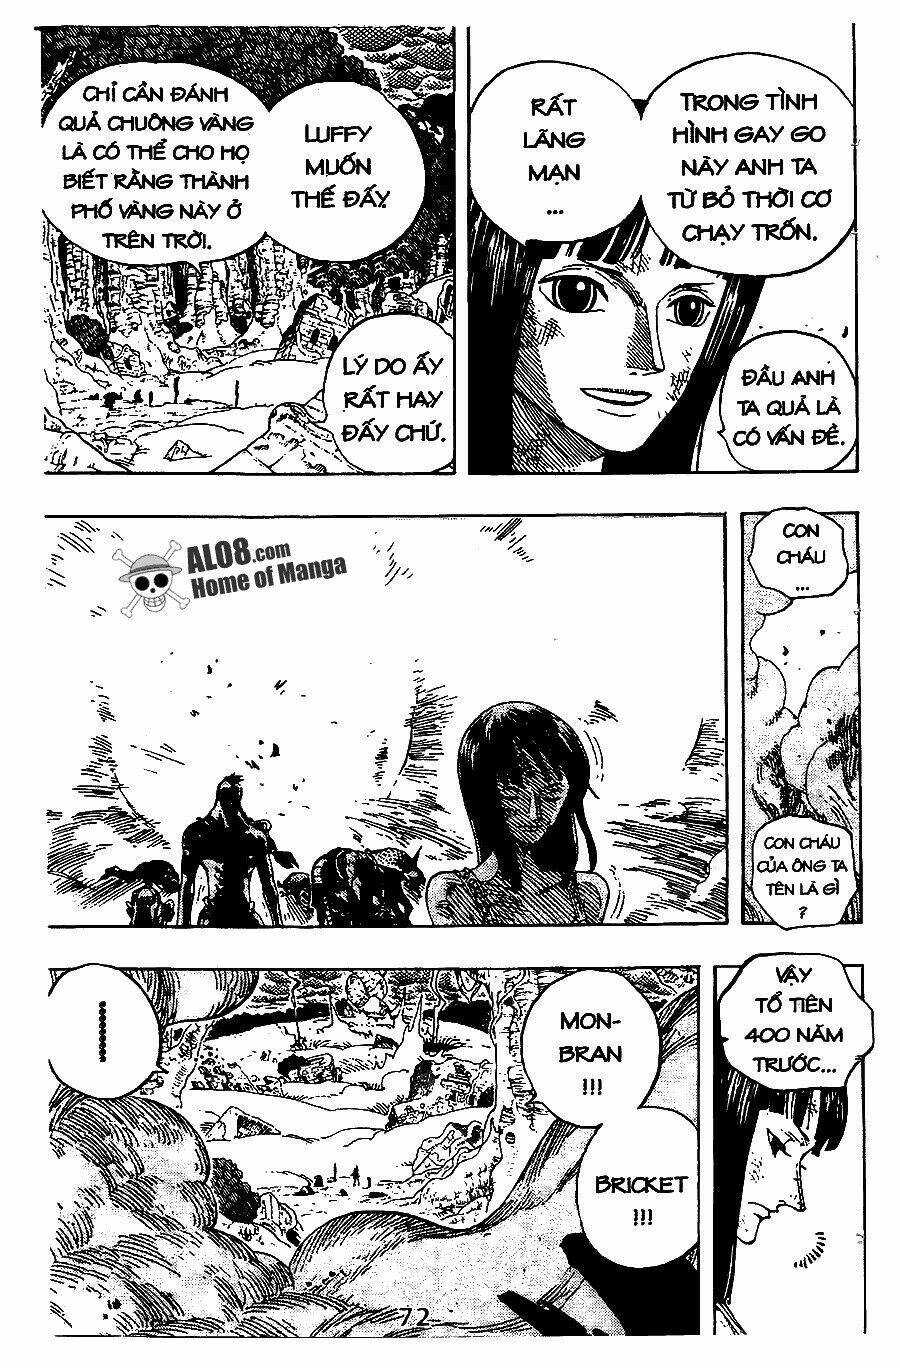 TRONG TÌNH
HÌNH GAY GO
NÀY ANH TA
TỪ BỎ THỜI CƠ
CHẠY TRỐN.
RẤT
LÃNG
MẠN
...
ĐẦU ANH
TA QUẢ LÀ
CÓ VẤN ĐỀ.
LUFFY
MUỐN
THẾ ĐẤY.
CHỈ CẦN ĐÁNH
QUẢ CHUÔNG VÀNG
LÀ CÓ THỂ CHO HỌ
BIẾT RẰNG THÀNH
PHỐ VÀNG NÀY Ở
TRÊN TRỜI.
LÝ DO ẤY
RẤT HAY
ĐẤY CHỨ.
CON
CHÁU
...
CON CHÁU
CỦA ÔNG TA
TÊN LÀ GÌ
?
AL08.com
Home of Manga
VẬY
TỔ TIÊN
400 NĂM
TRƯỚC...
MON-
BRAN
!!!
BRICKET
!!!
.........
72